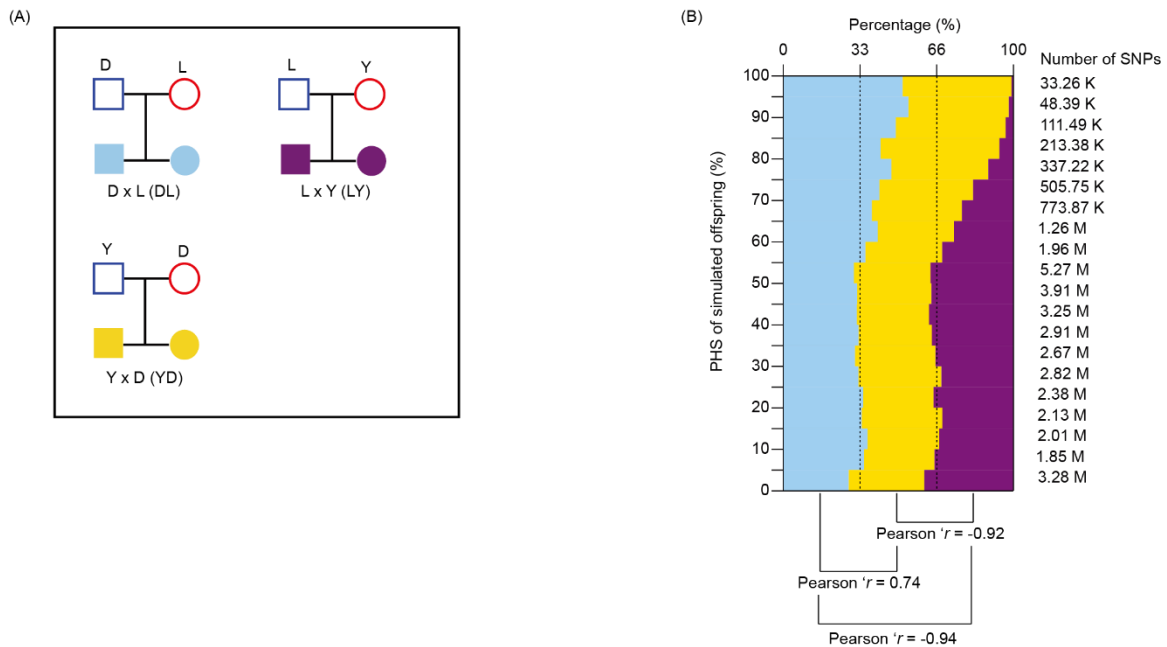 (A)
D L
D x L (DL)
L Y
L x Y (LY)
Y D
Y x D (YD)
(B)
Percentage (%)
0 33 66 100
Number of SNPs
PHS of simulated offspring (%)
100
90
80
70
60
50
40
30
20
10
0
33.26 K
48.39 K
111.49 K
213.38 K
337.22 K
505.75 K
773.87 K
1.26 M
1.96 M
5.27 M
3.91 M
3.25 M
2.91 M
2.67 M
2.82 M
2.38 M
2.13 M
2.01 M
1.85 M
3.28 M
Pearson ‘r = -0.92
Pearson ‘r = 0.74
Pearson ‘r = -0.94